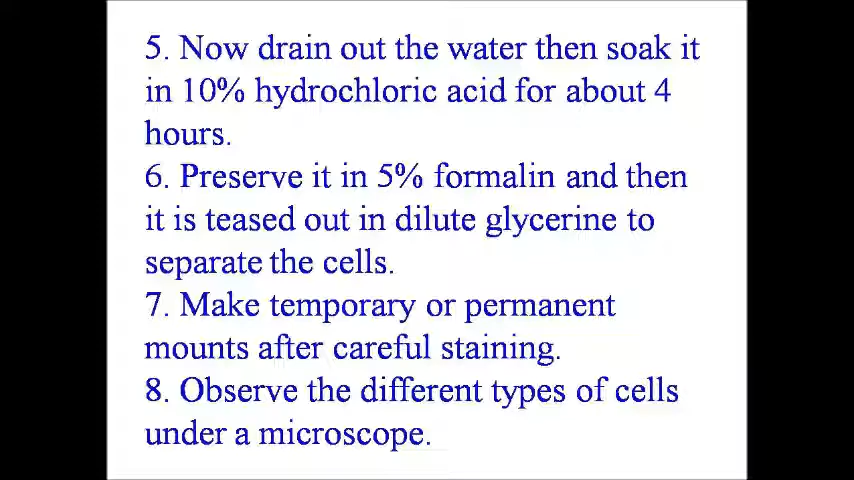 5. Now drain out the water then soak it
in 10% hydrochloric acid for about 4
hours.
6. Preserve it in 5% formalin and then
it is teased out in dilute glycerine to
separate the cells.
7. Make temporary or permanent
mounts after careful staining.
8. Observe the different types of cells
under a microscope.